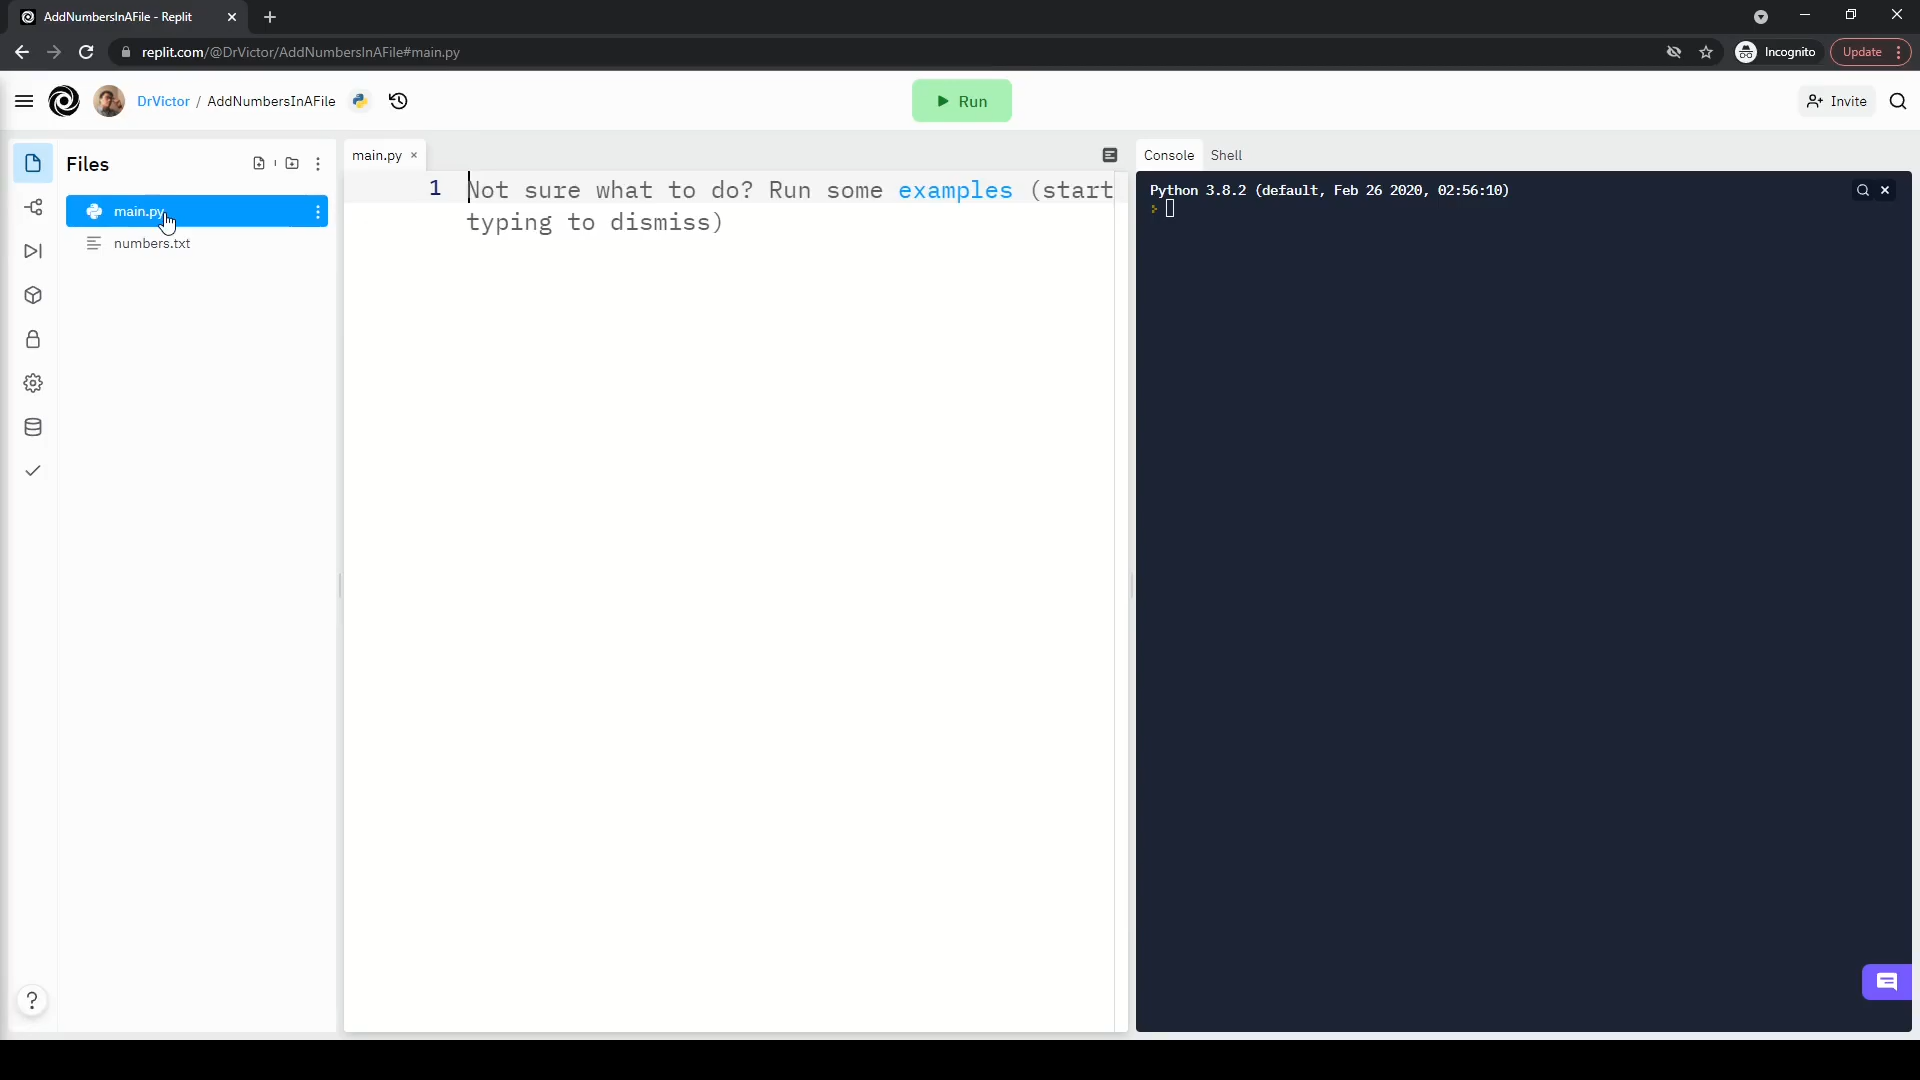 AddNumbersInAFile - Replit
replit.com/@DrVictor/AddNumbersInAFile#main.py
Incognito
Update
DrVictor / AddNumbersInAFile
Run
Invite
Files
main.py
numbers.txt
main.py
1 Not sure what to do? Run some examples (start
typing to dismiss)
Console Shell
Python 3.8.2 (default, Feb 26 2020, 02:56:10)
?